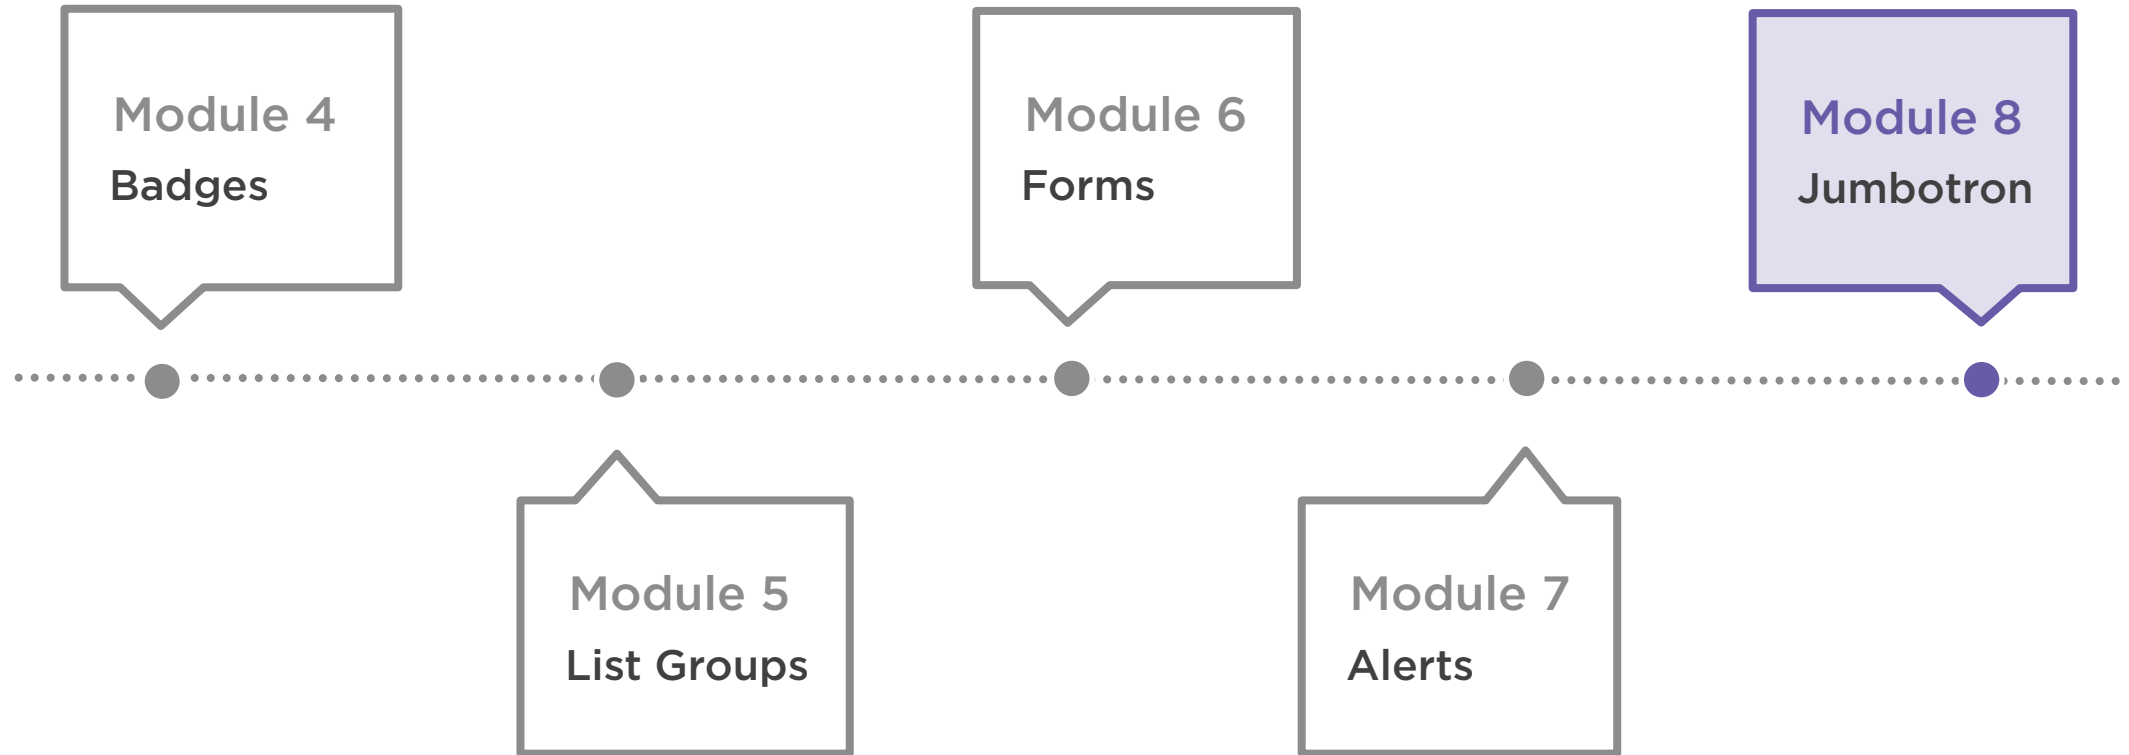 Module 4
Badges
Module 5
List Groups
Module 6
Forms
Module 7
Alerts
Module 8
Jumbotron